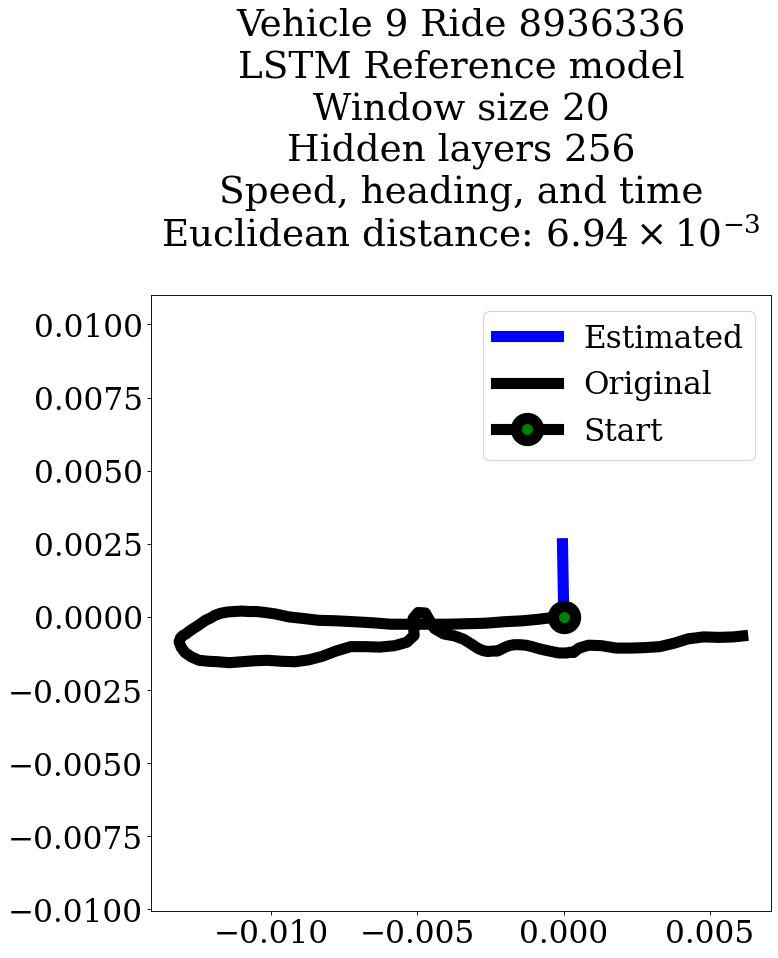 Vehicle 9 Ride 8936336
LSTM Reference model
Window size 20
Hidden layers 256
Speed, heading, and time
Euclidean distance: 6.94 × 10⁻³
Estimated
Original
Start
0.0100
0.0075
0.0050
0.0025
0.0000
−0.0025
−0.0050
−0.0075
−0.0100
−0.010 −0.005 0.000 0.005